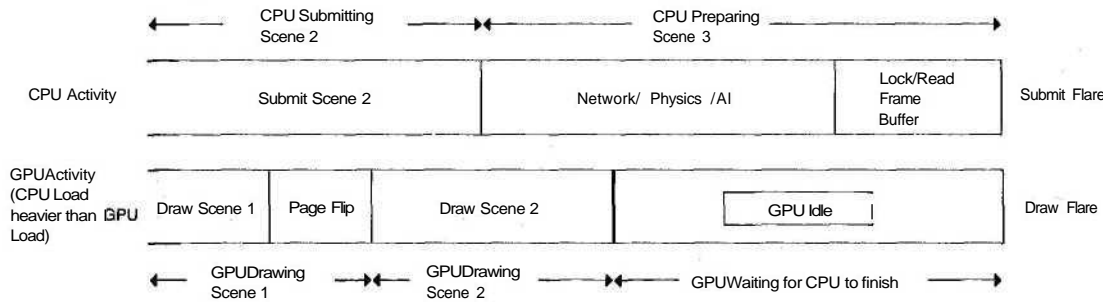 CPU Submitting
Scene 2
CPU Preparing
Scene 3
CPU Activity
Submit Scene 2
Network/ Physics /AI
Lock/Read
Frame
Buffer
Submit Flare
GPUActivity
(CPU Load
heavier than GPU
Load)
Draw Scene 1
Page Flip
Draw Scene 2
GPU Idle
Draw Flare
GPUDrawing
Scene 1
GPUDrawing
Scene 2
GPUWaiting for CPU to finish